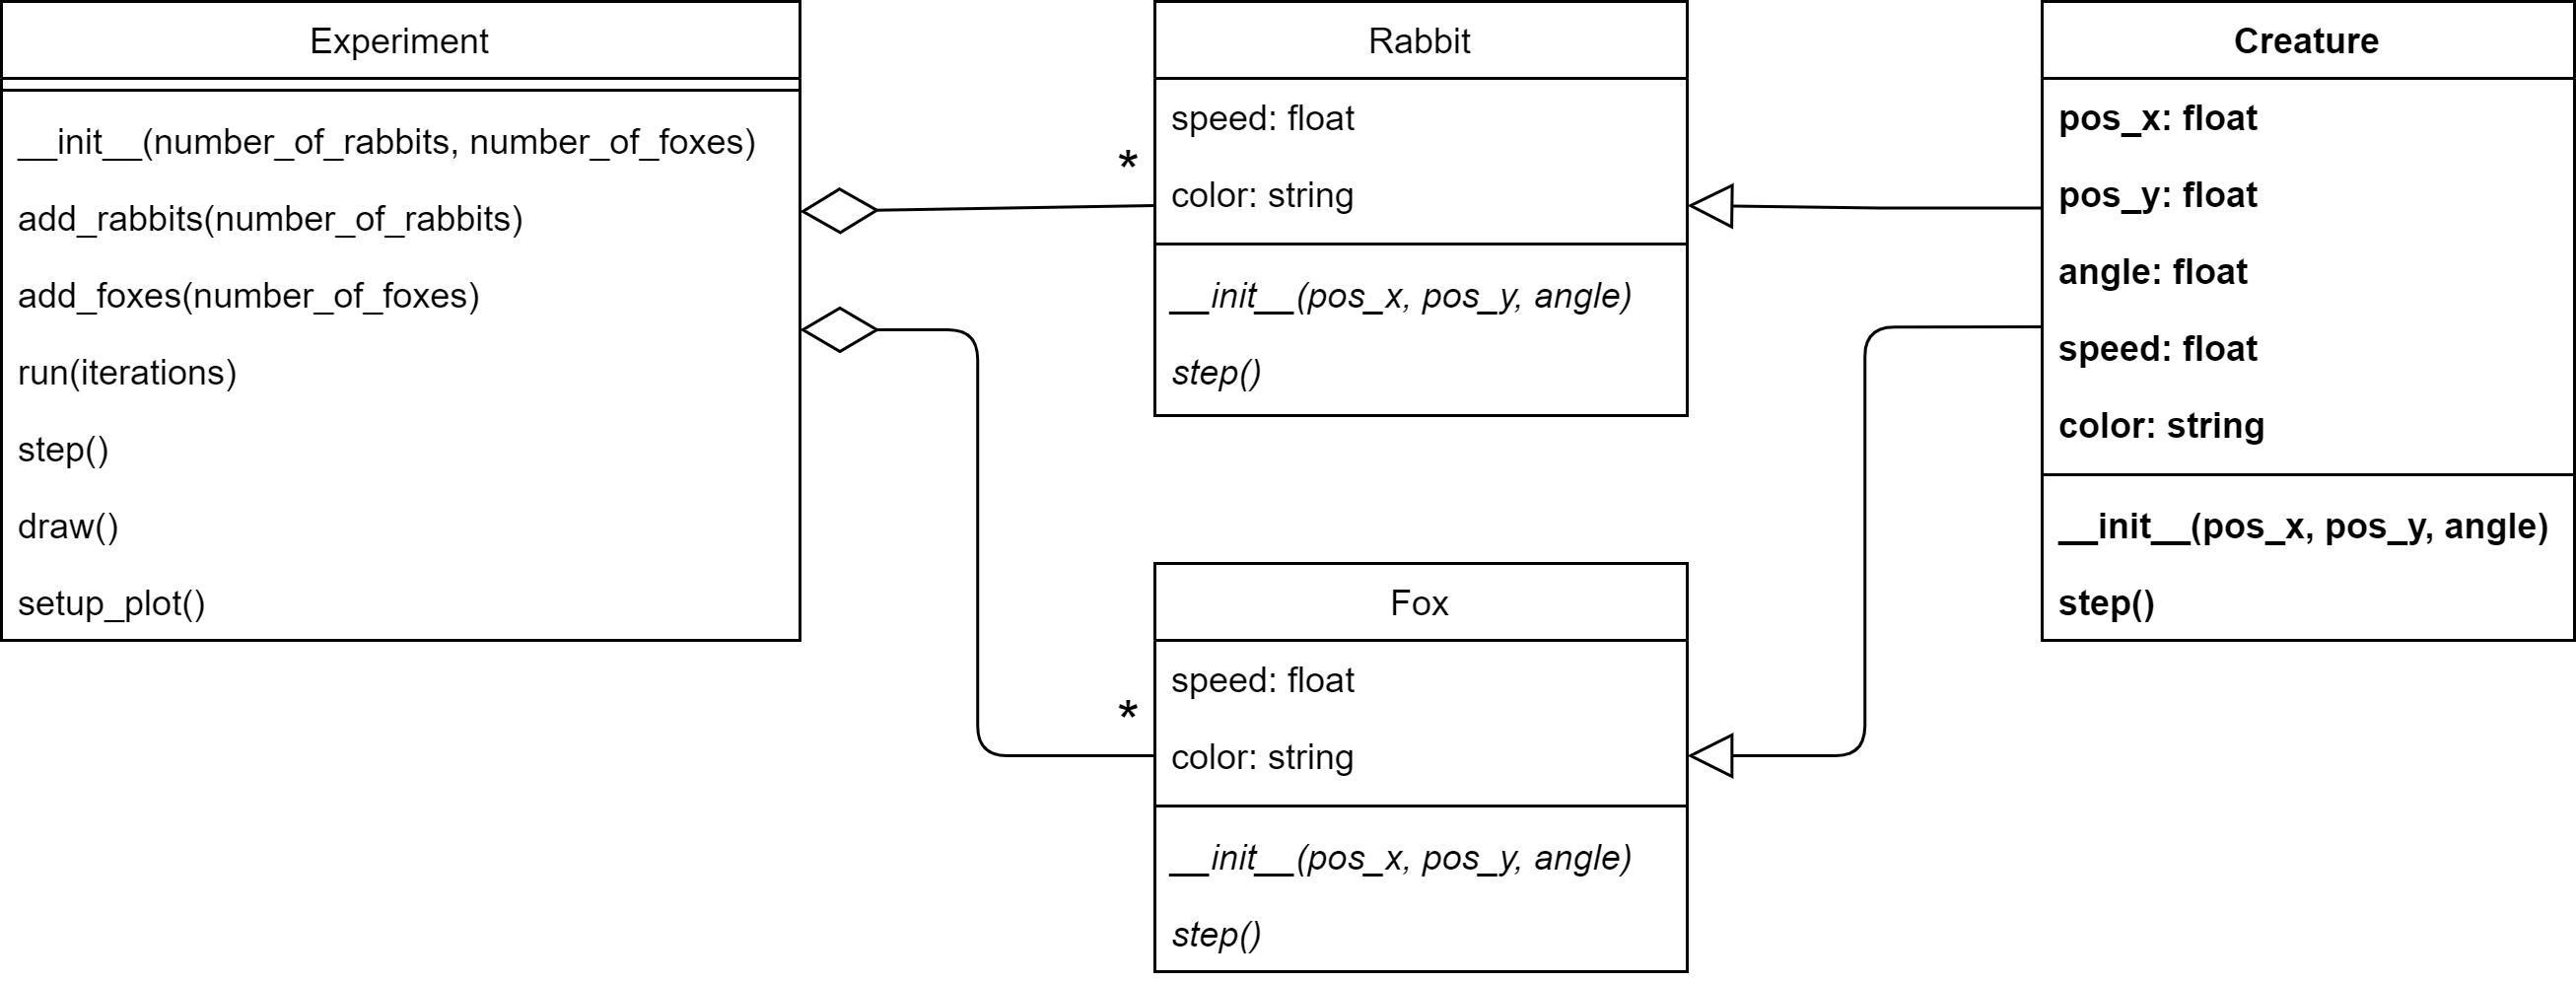 Experiment
__init__(number_of_rabbits, number_of_foxes)
add_rabbits(number_of_rabbits)
add_foxes(number_of_foxes)
run(iterations)
step()
draw()
setup_plot()
*
*
Rabbit
speed: float
color: string
__init__(pos_x, pos_y, angle)
step()
Fox
speed: float
color: string
__init__(pos_x, pos_y, angle)
step()
Creature
pos_x: float
pos_y: float
angle: float
speed: float
color: string
__init__(pos_x, pos_y, angle)
step()